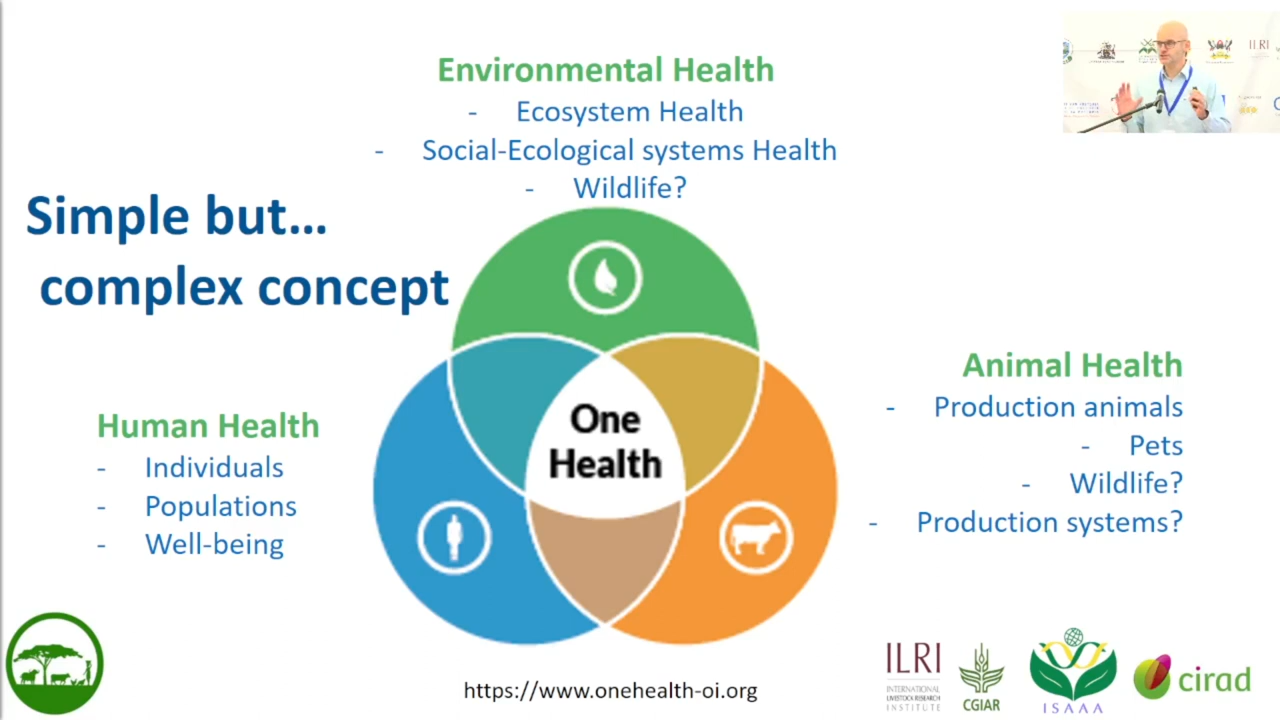 Environmental Health
- Ecosystem Health
- Social-Ecological systems Health
- Wildlife?
Simple but...
complex concept
One
Health
Human Health
- Individuals
- Populations
- Well-being
Animal Health
- Production animals
- Pets
- Wildlife?
- Production systems?
https://www.onehealth-oi.org
ILRI
INTERNATIONAL
LIVESTOCK RESEARCH
INSTITUTE
CGIAR
ISAAA
cirad
ILRI